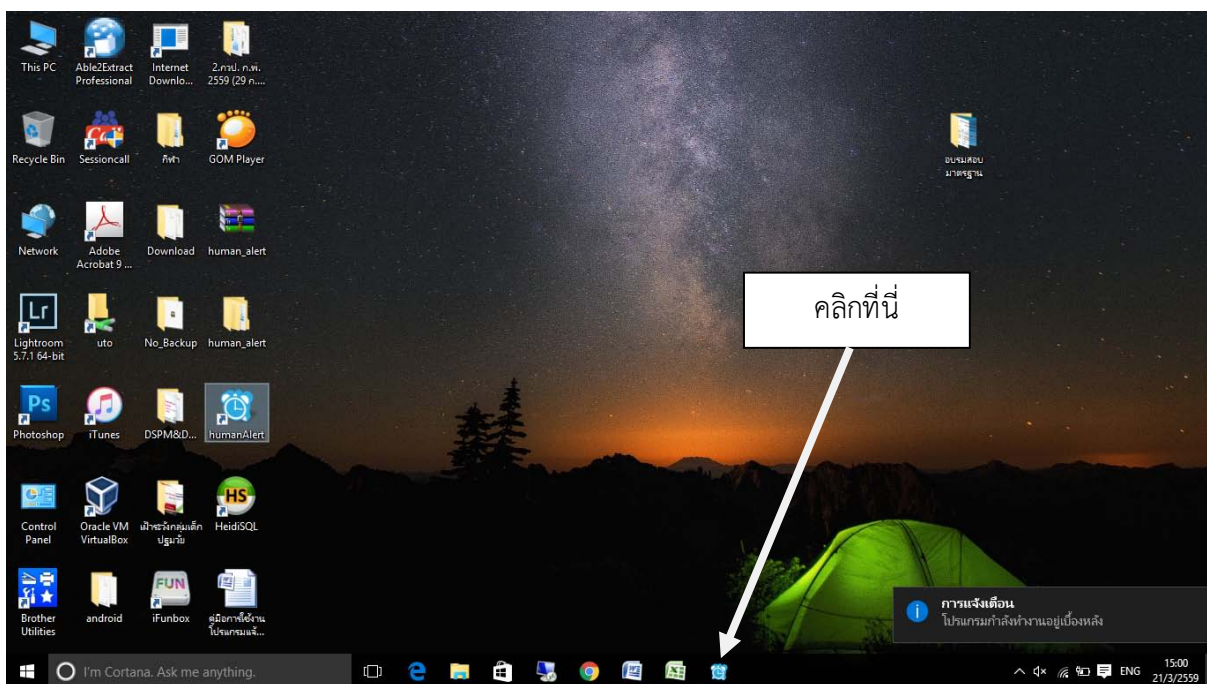 This PC
Able2Extract
Professional
Internet
Downlo...
2.กวป. ก.พ.
2559 (29 ก....
Recycle Bin
Sessioncall
กีฬา
GOM Player
อบรมสอบ
มาตรฐาน
Network
Adobe
Acrobat 9 ...
Download
human_alert
คลิกที่นี่
Lr
Lightroom
5.7.1 64-bit
uto
No_Backup
human_alert
Ps
Photoshop
iTunes
DSPM&D...
humanAlert
Control
Panel
Oracle VM
VirtualBox
เฝ้าระวังกลุ่มเด็ก
ปฐมวัย
HS
HeidiSQL
FUN
Brother
Utilities
android
iFunbox
คู่มือการใช้งาน
โปรแกรมแจ้...
การแจ้งเตือน
โปรแกรมกำลังทำงานอยู่เบื้องหลัง
I'm Cortana. Ask me anything.
ENG
15:00
21/3/2559